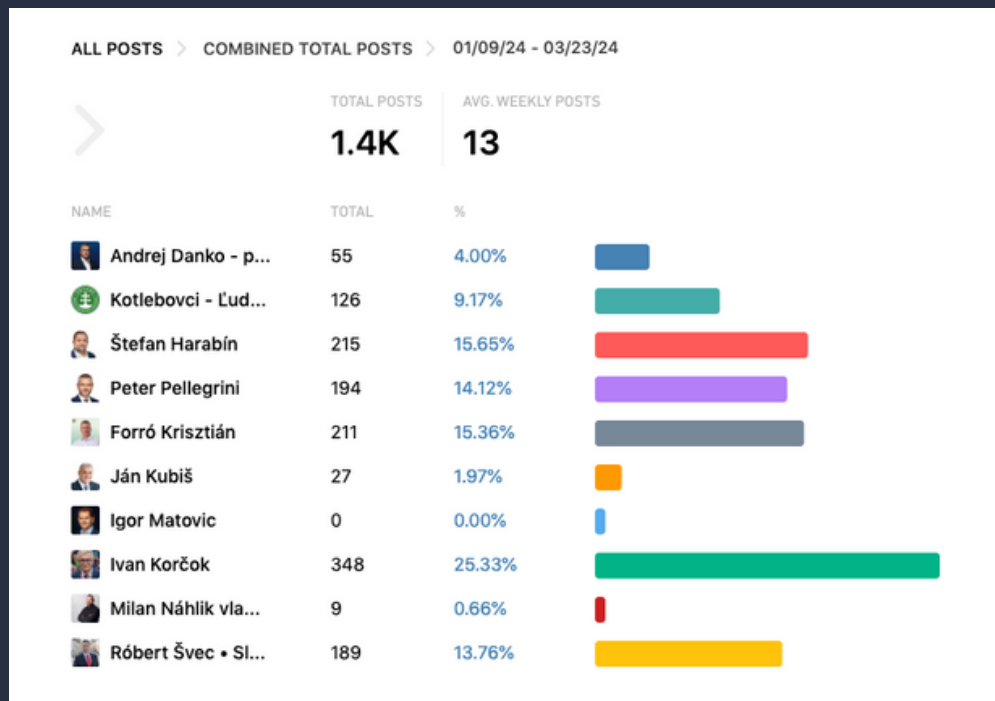 ALL POSTS > COMBINED TOTAL POSTS > 01/09/24 - 03/23/24
TOTAL POSTS AVG. WEEKLY POSTS
1.4K 13
NAME TOTAL %
Andrej Danko - p... 55 4.00%
Kotlebovci - Ľud... 126 9.17%
Štefan Harabín 215 15.65%
Peter Pellegrini 194 14.12%
Forró Krisztián 211 15.36%
Ján Kubiš 27 1.97%
Igor Matovic 0 0.00%
Ivan Korčok 348 25.33%
Milan Náhlik vla... 9 0.66%
Róbert Švec • Sl... 189 13.76%